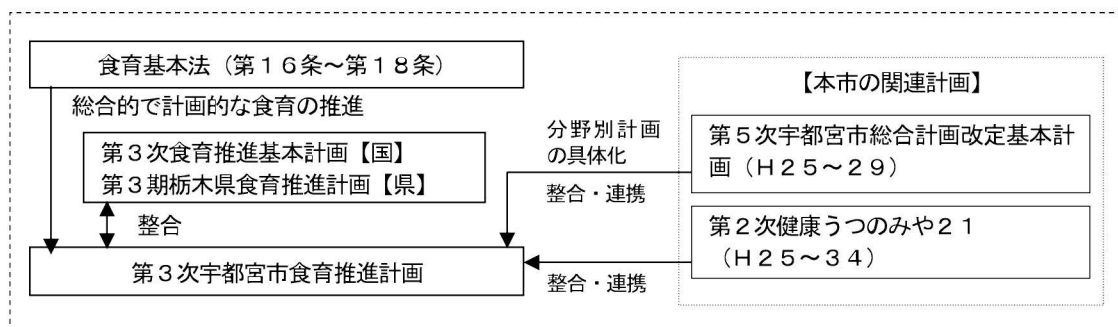 食育基本法（第１６条～第１８条）
総合的で計画的な食育の推進
第３次食育推進基本計画【国】
第３期栃木県食育推進計画【県】
整合
第３次宇都宮市食育推進計画
分野別計画
の具体化
整合・連携
整合・連携
【本市の関連計画】
第５次宇都宮市総合計画改定基本計
画（Ｈ２５～２９）
第２次健康うつのみや２１
（Ｈ２５～３４）